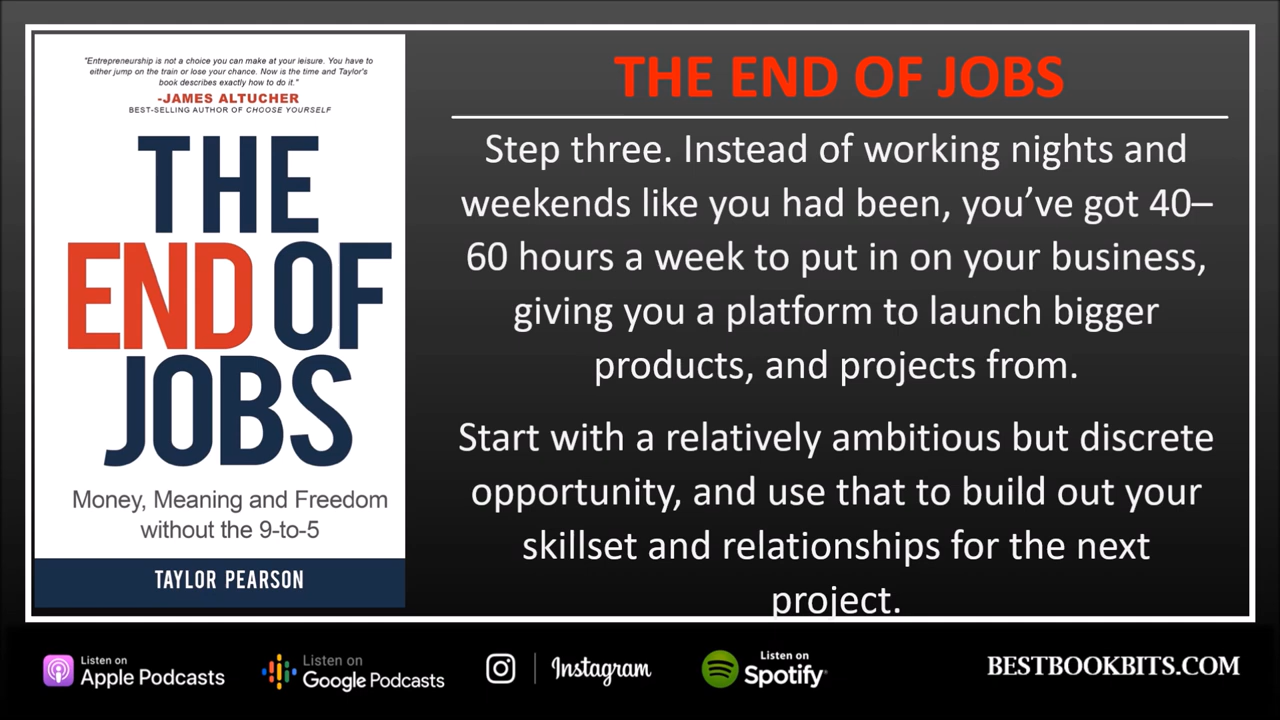 "Entrepreneurship is not a choice you can make at your leisure. You have to
either jump on the train or lose your chance. Now is the time and Taylor's
book describes exactly how to do it."
-JAMES ALTUCHER
BEST-SELLING AUTHOR OF CHOOSE YOURSELF
THE
END OF
JOBS
Money, Meaning and Freedom
without the 9-to-5
TAYLOR PEARSON
THE END OF JOBS
Step three. Instead of working nights and
weekends like you had been, you’ve got 40–
60 hours a week to put in on your business,
giving you a platform to launch bigger
products, and projects from.
Start with a relatively ambitious but discrete
opportunity, and use that to build out your
skillset and relationships for the next
project.
Listen on
Apple Podcasts
Listen on
Google Podcasts
Instagram
Listen on
Spotify
BESTBOOKBITS.COM